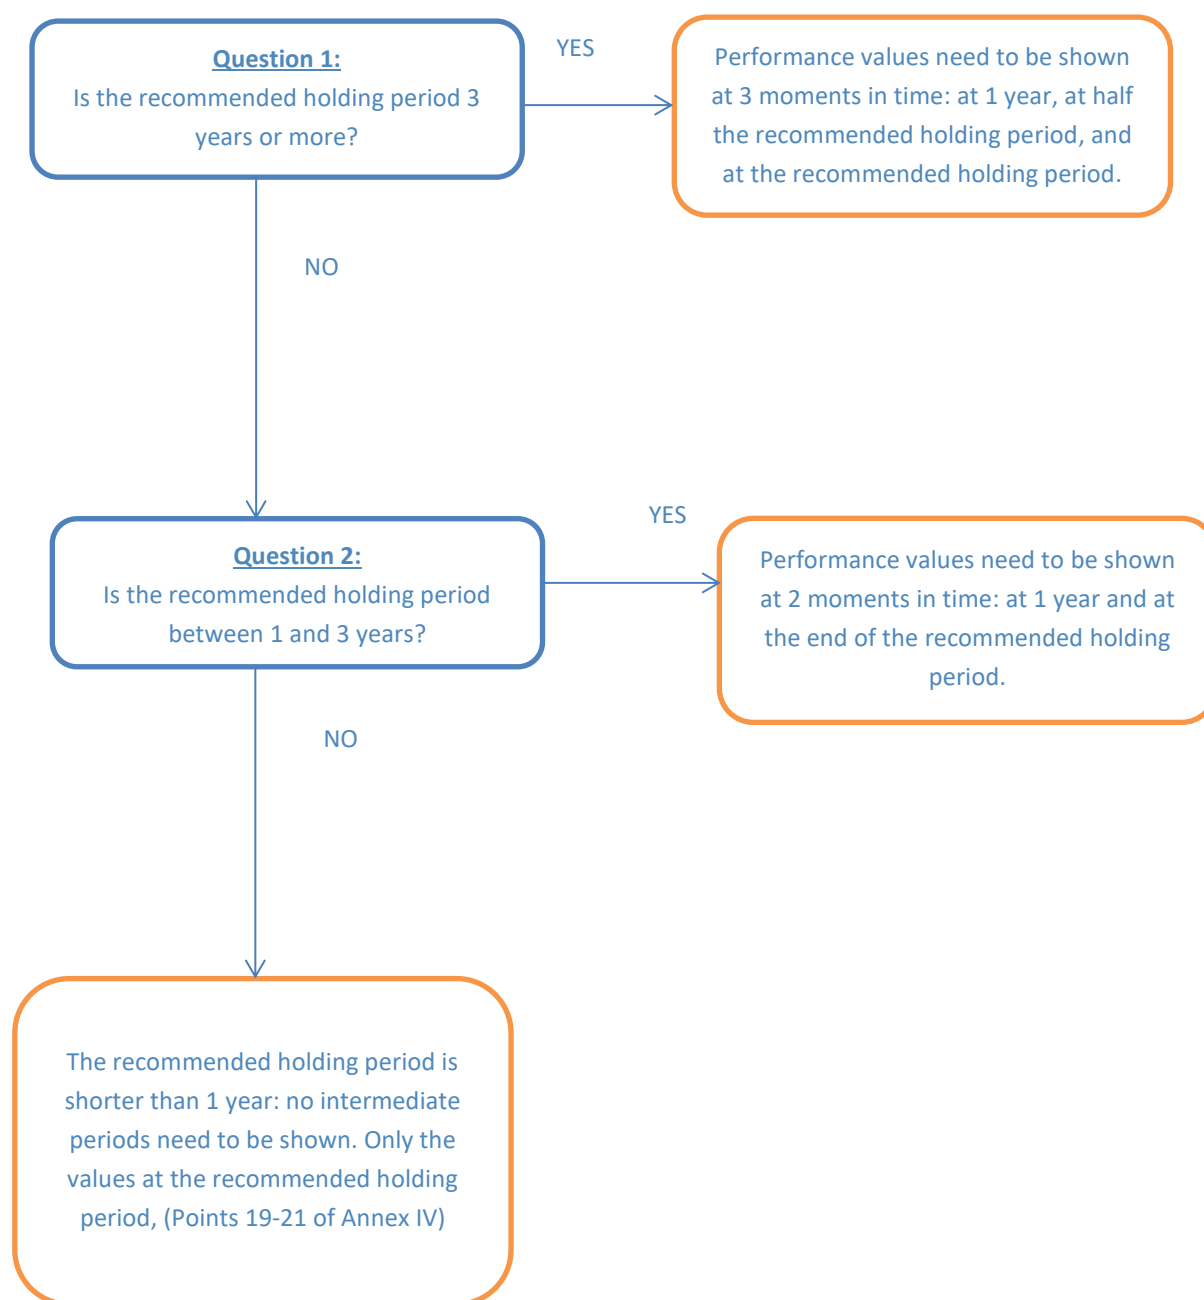 Question 1:
Is the recommended holding period 3
years or more?
YES
Performance values need to be shown
at 3 moments in time: at 1 year, at half
the recommended holding period, and
at the recommended holding period.
NO
Question 2:
Is the recommended holding period
between 1 and 3 years?
YES
Performance values need to be shown
at 2 moments in time: at 1 year and at
the end of the recommended holding
period.
NO
The recommended holding period is
shorter than 1 year: no intermediate
periods need to be shown. Only the
values at the recommended holding
period, (Points 19-21 of Annex IV)